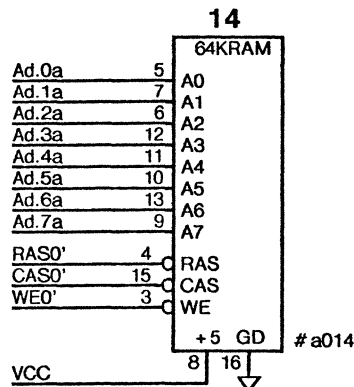 14
64KRAM
Ad.0a 5 A0
Ad.1a 7 A1
Ad.2a 6 A2
Ad.3a 12 A3
Ad.4a 11 A4
Ad.5a 10 A5
Ad.6a 13 A6
Ad.7a 9 A7
RAS0' 4 RAS
CAS0' 15 CAS
WE0' 3 WE
+5 GD #a014
8 16
VCC